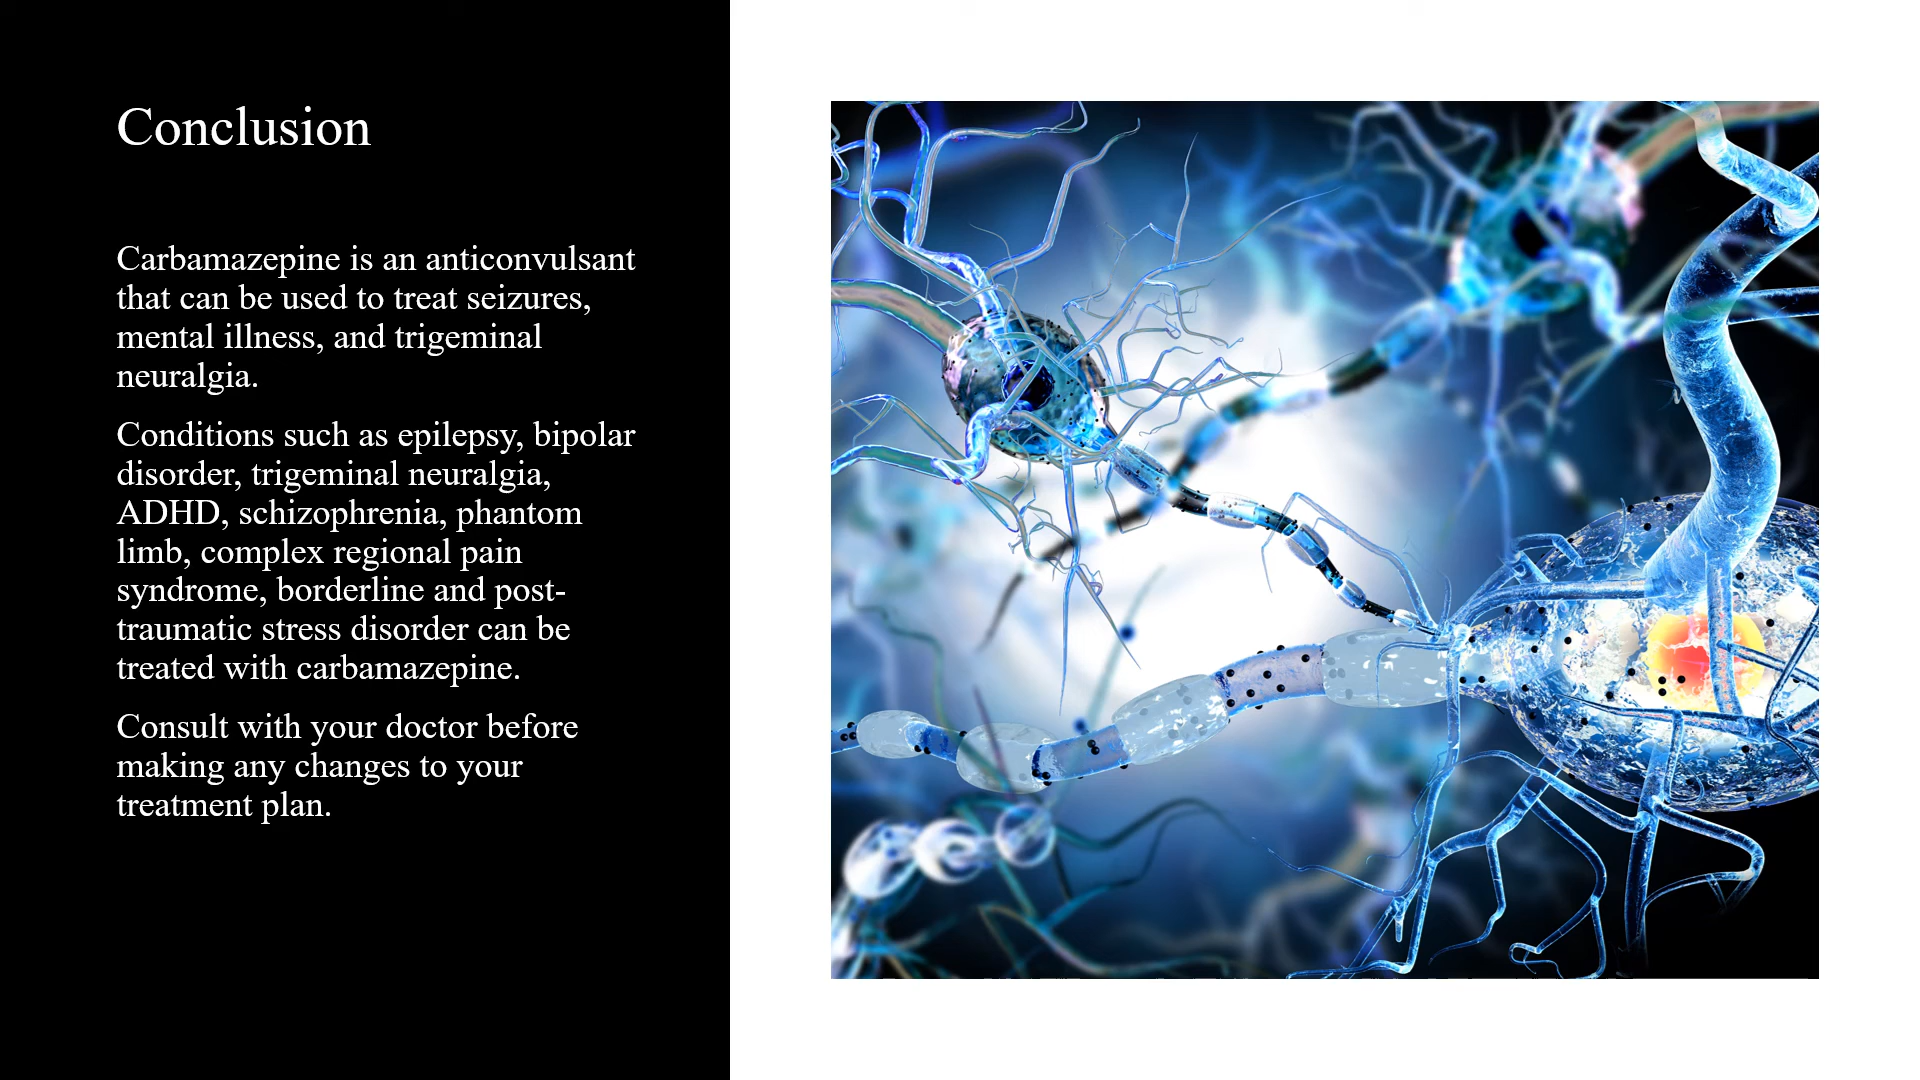 Conclusion
Carbamazepine is an anticonvulsant
that can be used to treat seizures,
mental illness, and trigeminal
neuralgia.
Conditions such as epilepsy, bipolar
disorder, trigeminal neuralgia,
ADHD, schizophrenia, phantom
limb, complex regional pain
syndrome, borderline and post-
traumatic stress disorder can be
treated with carbamazepine.
Consult with your doctor before
making any changes to your
treatment plan.